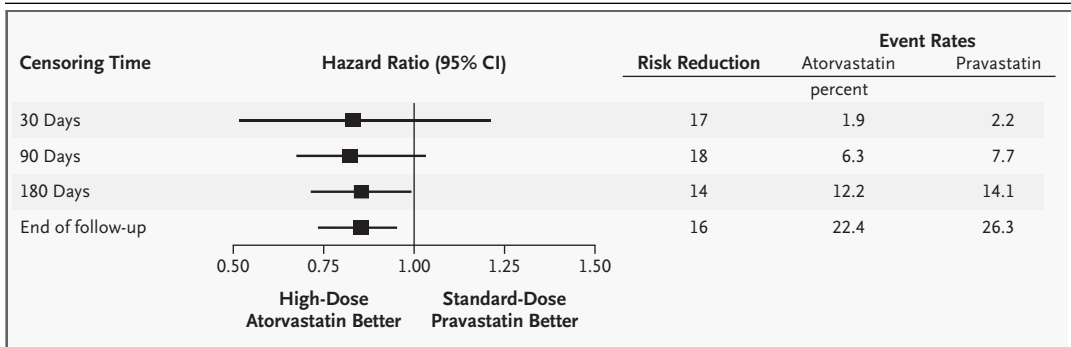 Event Rates
Censoring Time Hazard Ratio (95% CI) Risk Reduction Atorvastatin Pravastatin
percent
30 Days 17 1.9 2.2
90 Days 18 6.3 7.7
180 Days 14 12.2 14.1
End of follow-up 16 22.4 26.3
0.50 0.75 1.00 1.25 1.50
High-Dose Standard-Dose
Atorvastatin Better Pravastatin Better